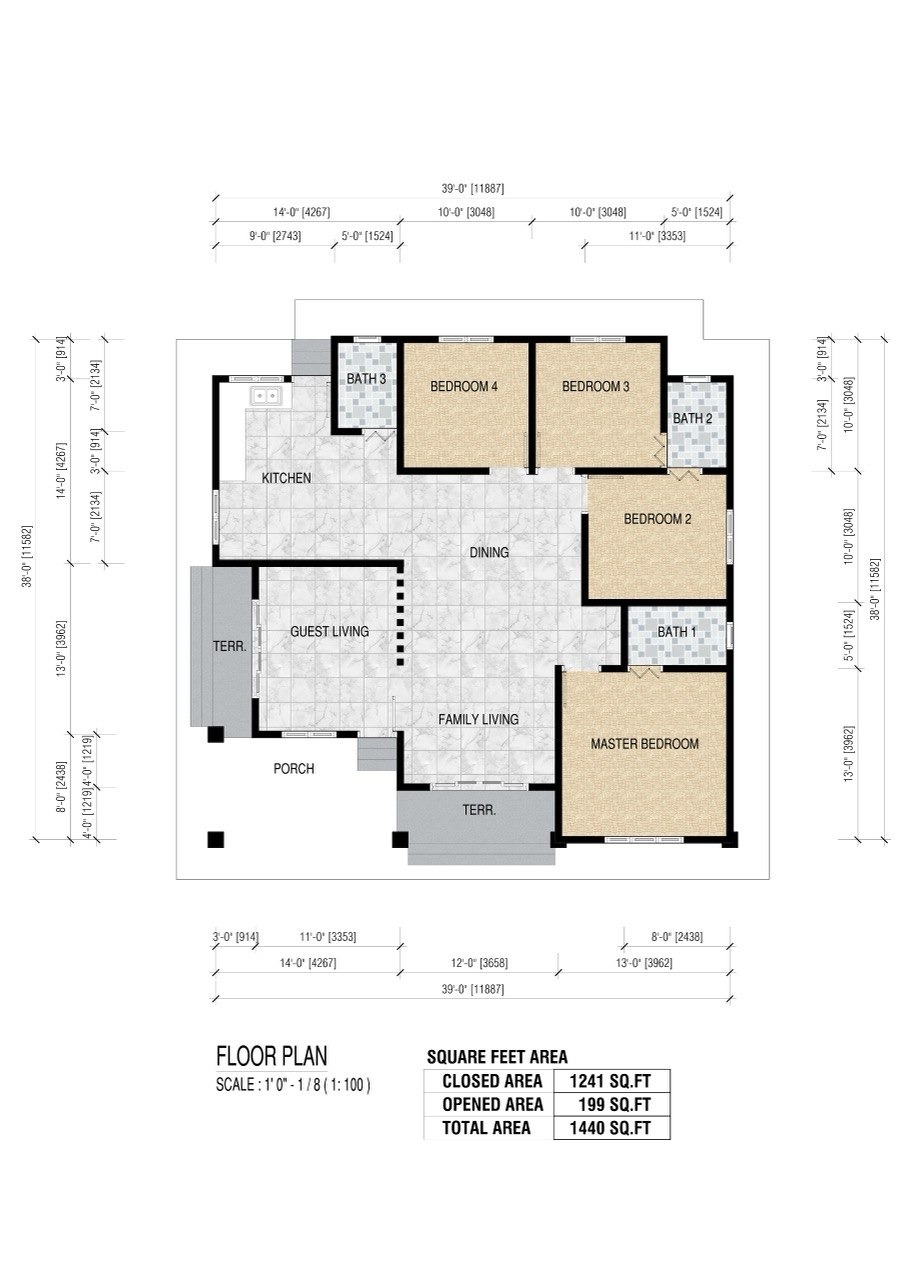 39'-0" [11887]
14'-0" [4267] 10'-0" [3048] 10'-0" [3048] 5'-0" [1524]
9'-0" [2743] 5'-0" [1524] 11'-0" [3353]
38'-0" [11582]
3'-0" [914]
14'-0" [4267]
13'-0" [3962]
8'-0" [2438]
7'-0" [2134]
3'-0" [914]
7'-0" [2134]
4'-0" [1219]
4'-0" [1219]
BATH 3
BEDROOM 4
BEDROOM 3
BATH 2
KITCHEN
BEDROOM 2
DINING
GUEST LIVING
BATH 1
TERR.
FAMILY LIVING
MASTER BEDROOM
PORCH
TERR.
3'-0" [914]
7'-0" [2134]
10'-0" [3048]
10'-0" [3048]
5'-0" [1524]
13'-0" [3962]
38'-0" [11582]
3'-0" [914] 11'-0" [3353] 8'-0" [2438]
14'-0" [4267] 12'-0" [3658] 13'-0" [3962]
39'-0" [11887]
FLOOR PLAN
SCALE : 1' 0" - 1 / 8 ( 1: 100 )
SQUARE FEET AREA
CLOSED AREA 1241 SQ.FT
OPENED AREA 199 SQ.FT
TOTAL AREA 1440 SQ.FT